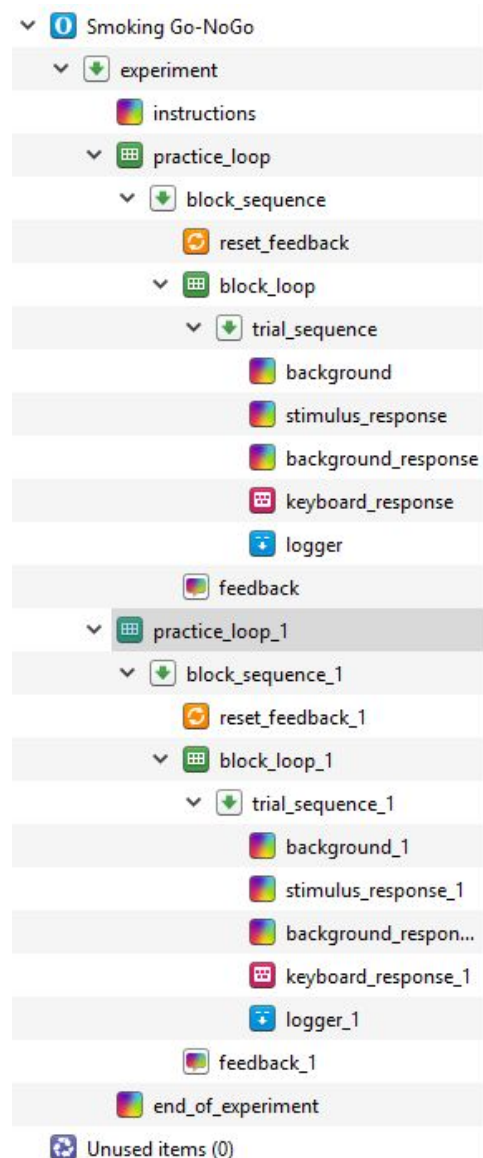 Smoking Go-NoGo
experiment
instructions
practice_loop
block_sequence
reset_feedback
block_loop
trial_sequence
background
stimulus_response
background_response
keyboard_response
logger
feedback
practice_loop_1
block_sequence_1
reset_feedback_1
block_loop_1
trial_sequence_1
background_1
stimulus_response_1
background_respon...
keyboard_response_1
logger_1
feedback_1
end_of_experiment
Unused items (0)